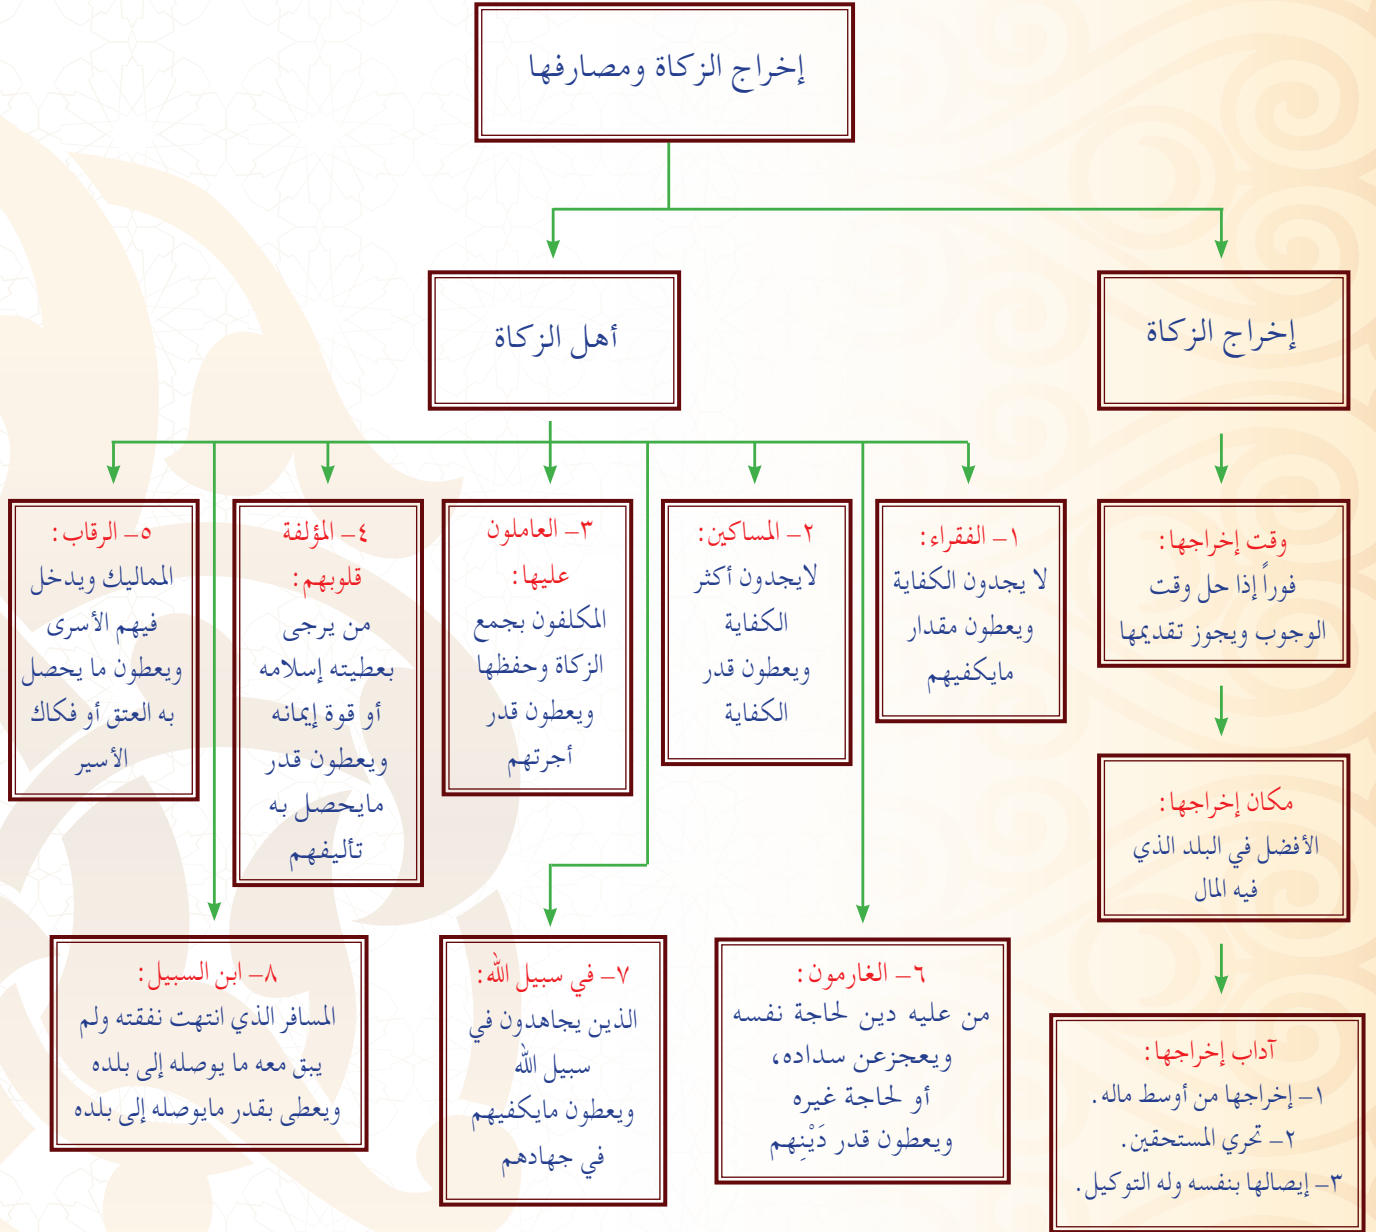 إخراج الزكاة ومصارفها
إخراج الزكاة
أهل الزكاة
وقت إخراجها:
فوراً إذا حل وقت
الوجوب ويجوز تقديمها
مكان إخراجها:
الأفضل في البلد الذي
فيه المال
آداب إخراجها:
١– إخراجها من أوسط ماله.
٢– تحري المستحقين.
٣– إيصالها بنفسه وله التوكيل.
١– الفقراء:
لا يجدون الكفاية
ويعطون مقدار
مايكفيهم
٢– المساكين:
لايجدون أكثر
الكفاية
ويعطون قدر
الكفاية
٣– العاملون
عليها:
المكلفون بجمع
الزكاة وحفظها
ويعطون قدر
أجرتهم
٤– المؤلفة
قلوبهم:
من يرجى
بعطيته إسلامه
أو قوة إيمانه
ويعطون قدر
مايحصل به
تأليفهم
٥– الرقاب:
المماليك ويدخل
فيهم الأسرى
ويعطون ما يحصل
به العتق أو فكاك
الأسير
٦– الغارمون:
من عليه دين لحاجة نفسه
ويعجزعن سداده،
أو لحاجة غيره
ويعطون قدر دَيْنِهم
٧– في سبيل الله:
الذين يجاهدون في
سبيل الله
ويعطون مايكفيهم
في جهادهم
٨– ابن السبيل:
المسافر الذي انتهت نفقته ولم
يبق معه ما يوصله إلى بلده
ويعطى بقدر مايوصله إلى بلده